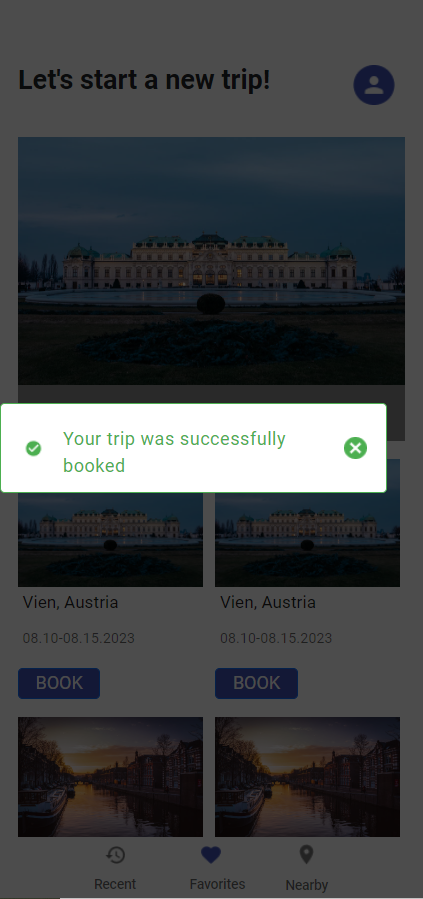 Let's start a new trip!
Your trip was successfully
booked
Vien, Austria
Vien, Austria
08.10-08.15.2023
08.10-08.15.2023
BOOK
BOOK
Recent
Favorites
Nearby